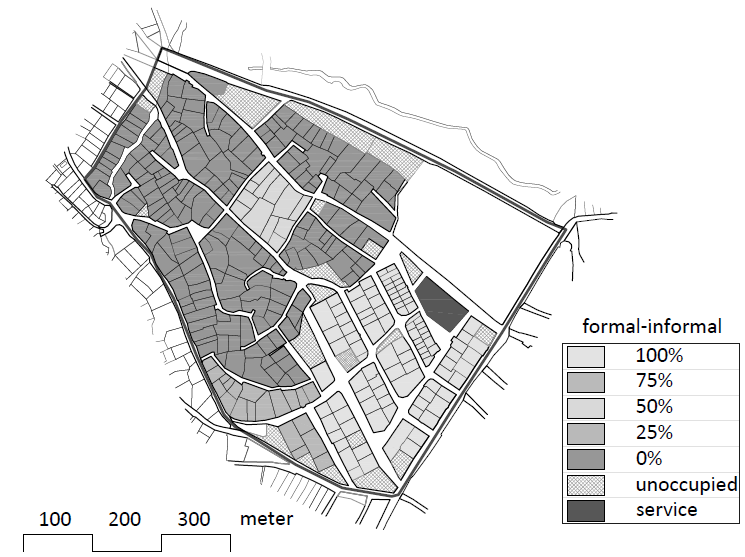 formal-informal
100%
75%
50%
25%
0%
unoccupied
service
100 200 300 meter